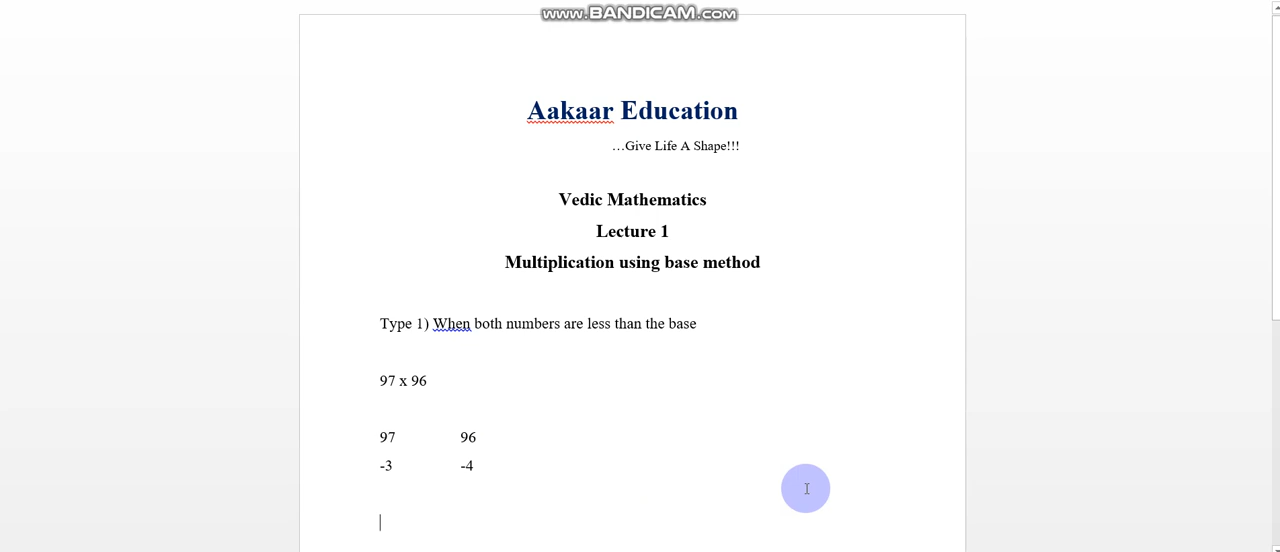 www.BANDICAM.com
Aakaar Education
…Give Life A Shape!!!
Vedic Mathematics
Lecture 1
Multiplication using base method
Type 1) When both numbers are less than the base
97 x 96
97 96
-3 -4